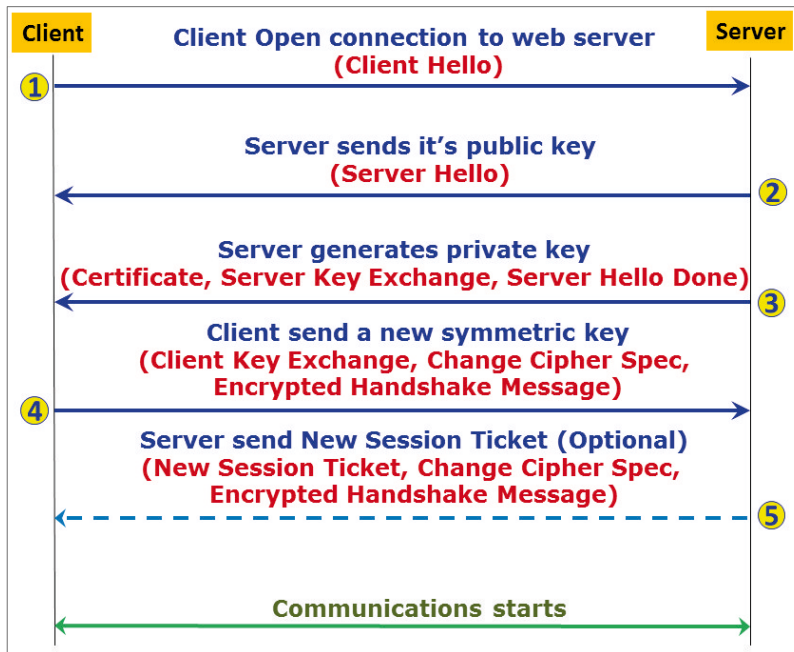 Client
Server
Client Open connection to web server
(Client Hello)
1
Server sends it’s public key
(Server Hello)
2
Server generates private key
(Certificate, Server Key Exchange, Server Hello Done)
3
Client send a new symmetric key
(Client Key Exchange, Change Cipher Spec,
Encrypted Handshake Message)
4
Server send New Session Ticket (Optional)
(New Session Ticket, Change Cipher Spec,
Encrypted Handshake Message)
5
Communications starts